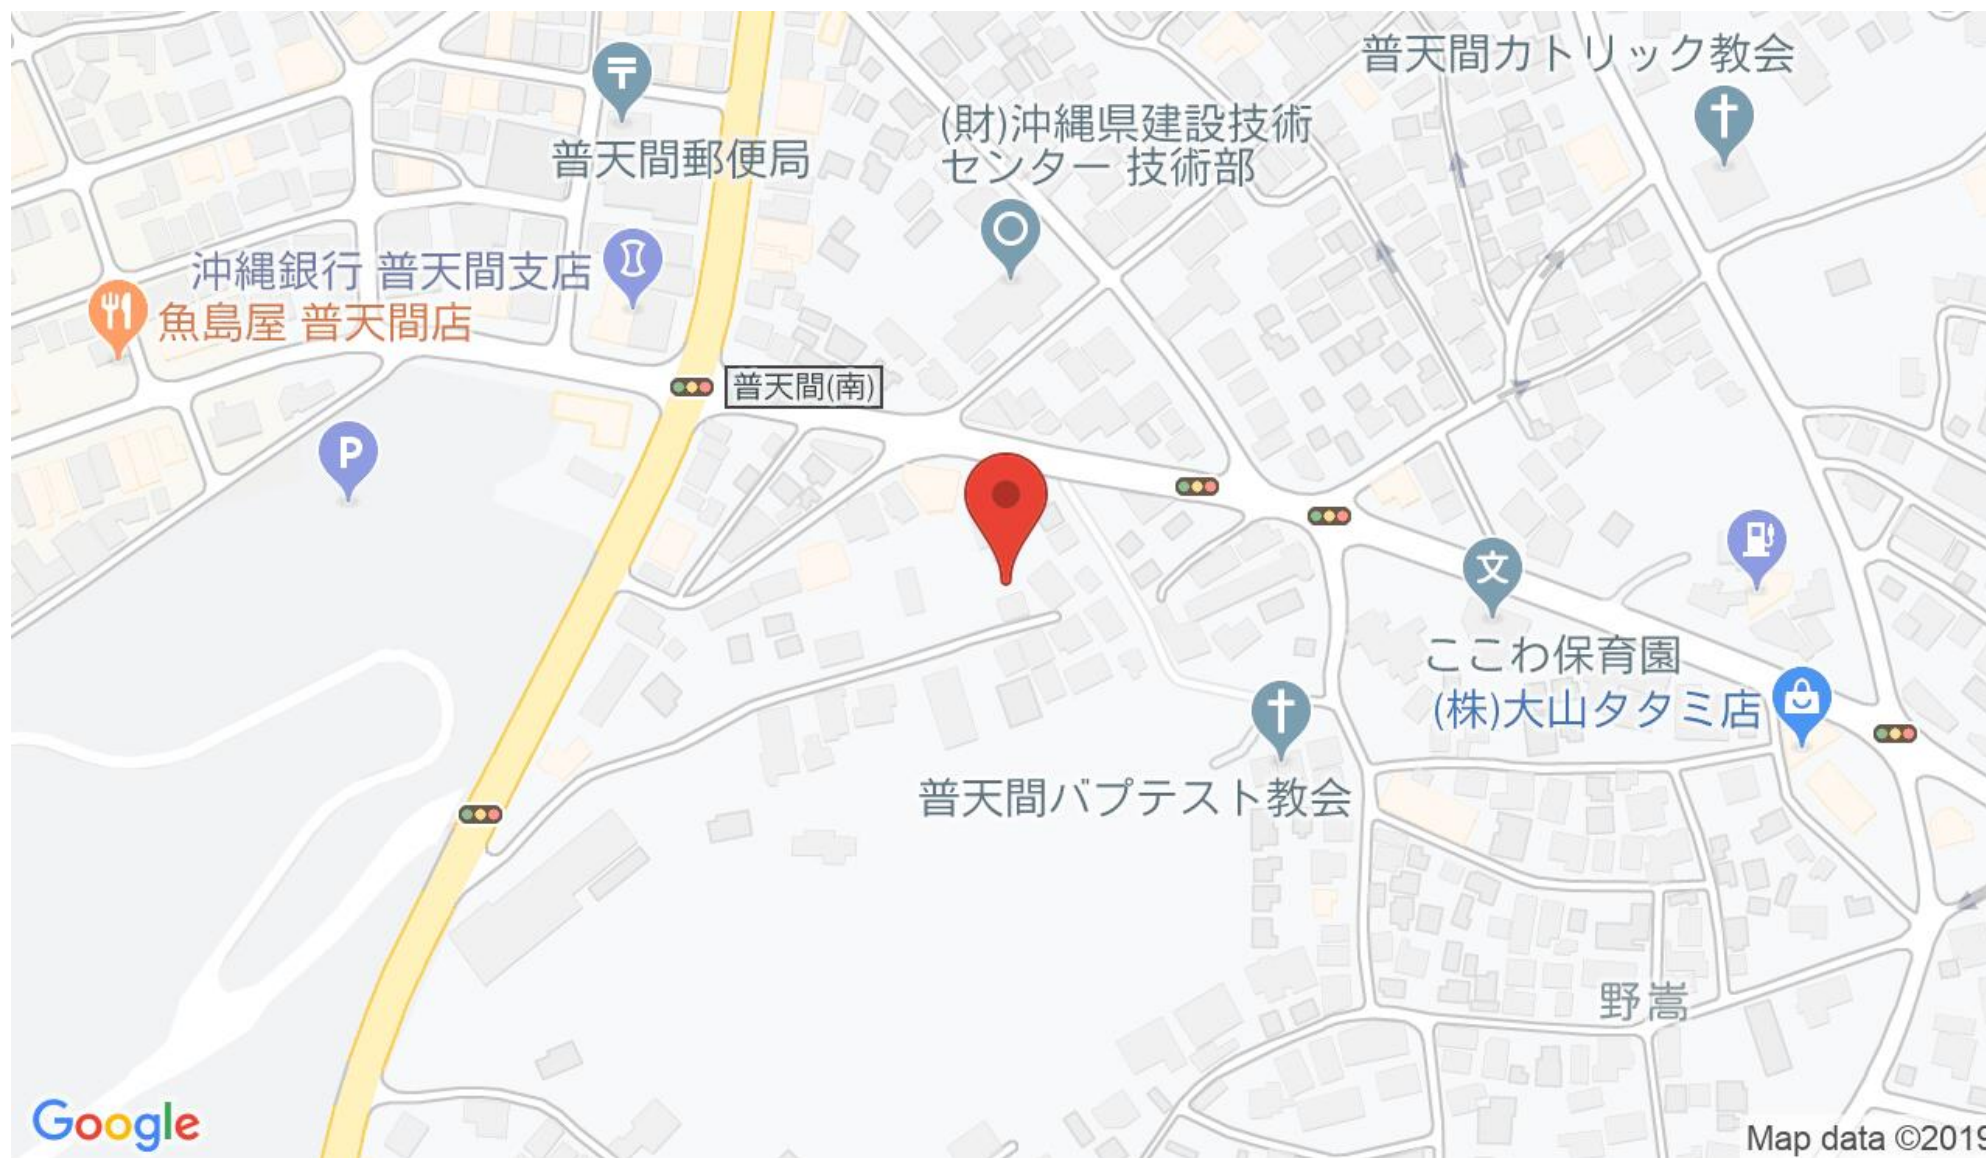 普天間カトリック教会
〒
(財)沖縄県建設技術
センター 技術部
普天間郵便局
沖縄銀行 普天間支店
魚島屋 普天間店
普天間(南)
P
文
ここわ保育園
(株)大山タタミ店
普天間バプテスト教会
野嵩
Google
Map data ©2019